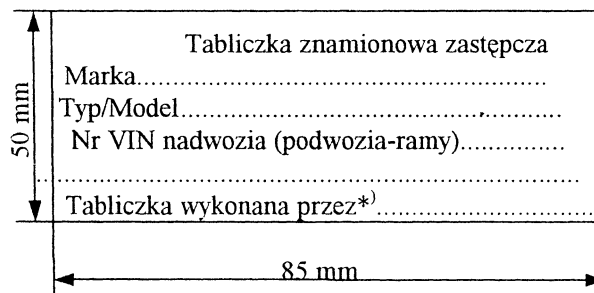 Tabliczka znamionowa zastępcza
Marka..............................................................
Typ/Model..........................................................
Nr VIN nadwozia (podwozia-ramy)...............
..................................................................................
Tabliczka wykonana przez*)................................
50 mm
85 mm